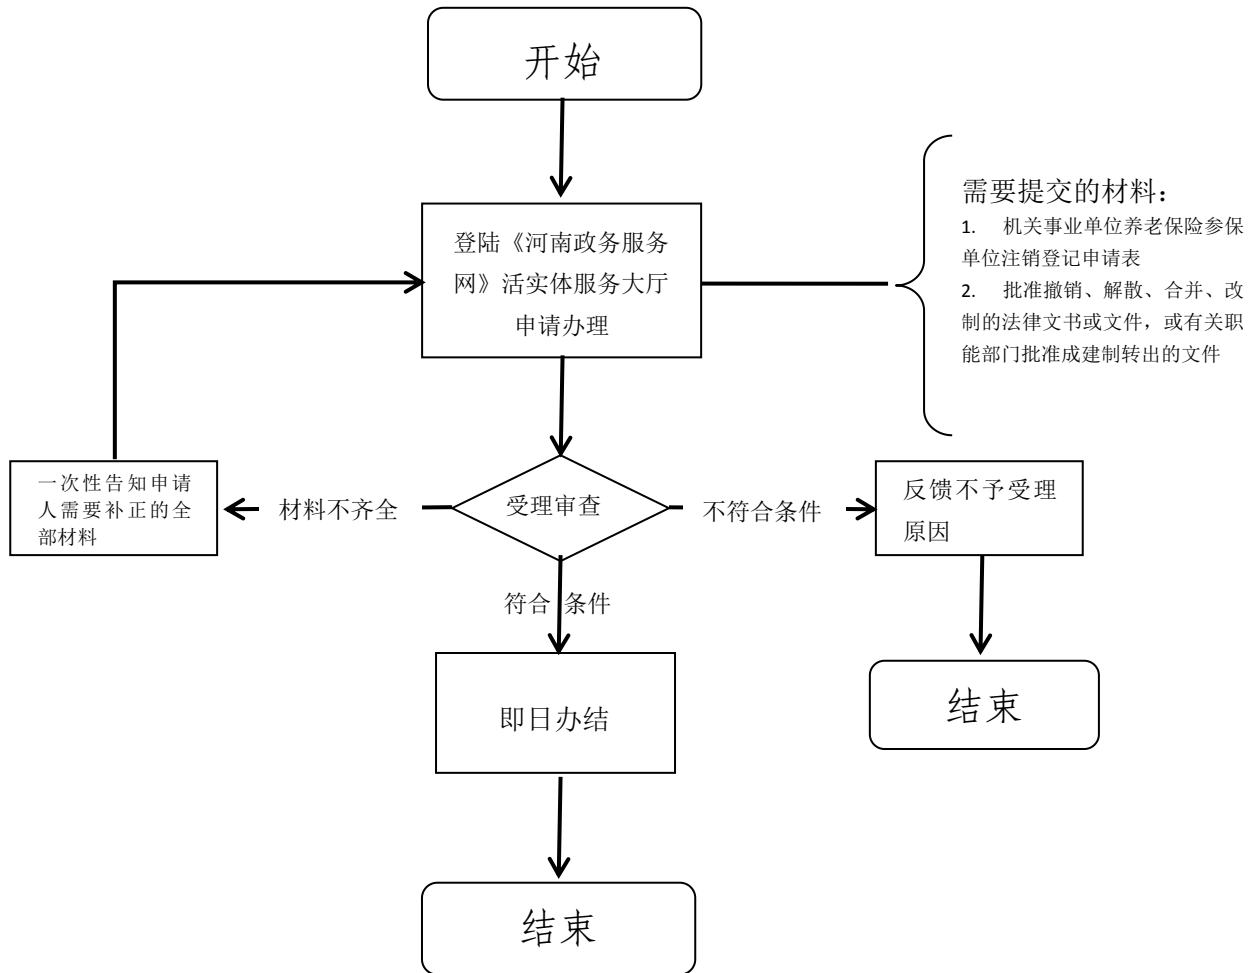 开始
登陆《河南政务服务
网》活实体服务大厅
申请办理
需要提交的材料：
1. 机关事业单位养老保险参保
单位注销登记申请表
2. 批准撤销、解散、合并、改
制的法律文书或文件，或有关职
能部门批准成建制转出的文件
一次性告知申请
人需要补正的全
部材料
材料不齐全
受理审查
不符合条件
反馈不予受理
原因
符合 条件
即日办结
结束
结束